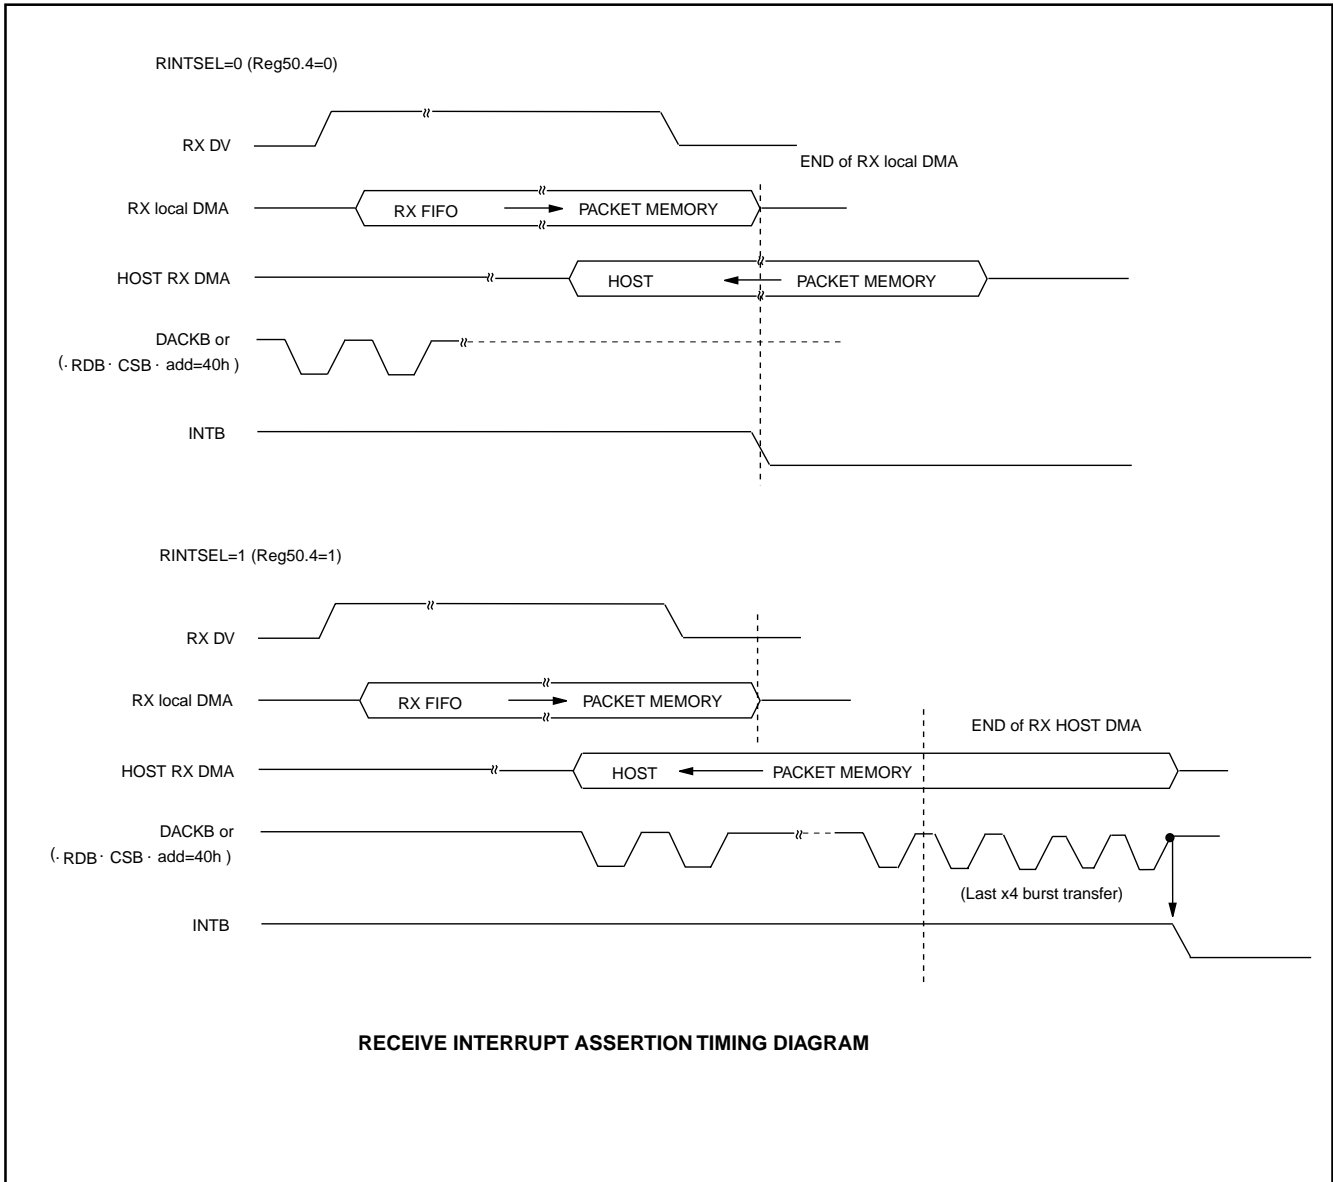 RINTSEL=0 (Reg50.4=0)
RX DV
END of RX local DMA
RX local DMA
RX FIFO
PACKET MEMORY
HOST RX DMA
HOST
PACKET MEMORY
DACKB or
(· RDB · CSB · add=40h )
INTB
RINTSEL=1 (Reg50.4=1)
RX DV
RX local DMA
RX FIFO
PACKET MEMORY
END of RX HOST DMA
HOST RX DMA
HOST
PACKET MEMORY
DACKB or
(· RDB · CSB · add=40h )
(Last x4 burst transfer)
INTB
RECEIVE INTERRUPT ASSERTION TIMING DIAGRAM